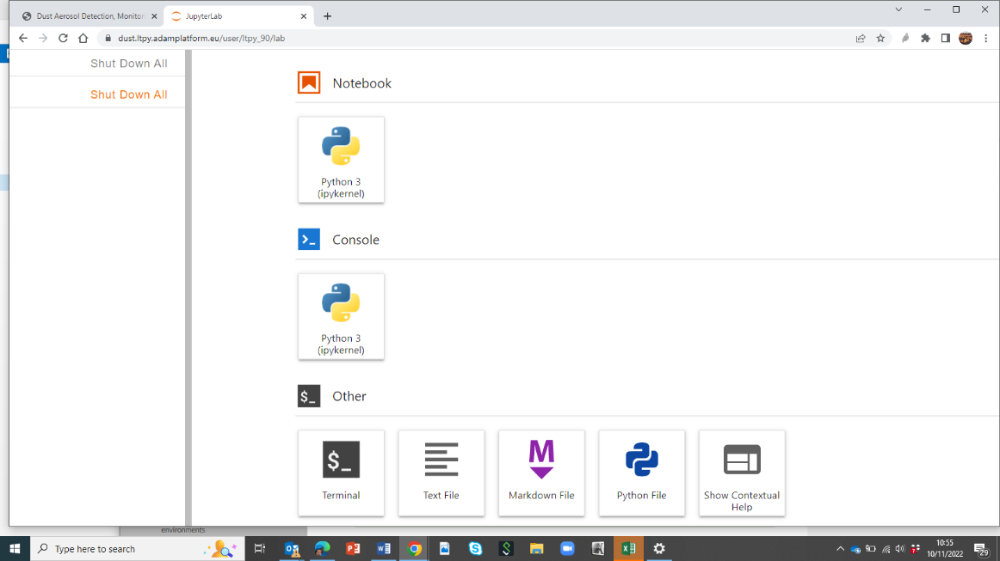 Dust Aerosol Detection, Monitor
JupyterLab
dust.ltpy.adamplatform.eu/user/ltpy_90/lab
Shut Down All
Shut Down All
Notebook
Python 3
(ipykernel)
Console
Python 3
(ipykernel)
Other
$_
Terminal
Text File
M
Markdown File
Python File
Show Contextual
Help
environments
Type here to search
10:55
10/11/2022
29